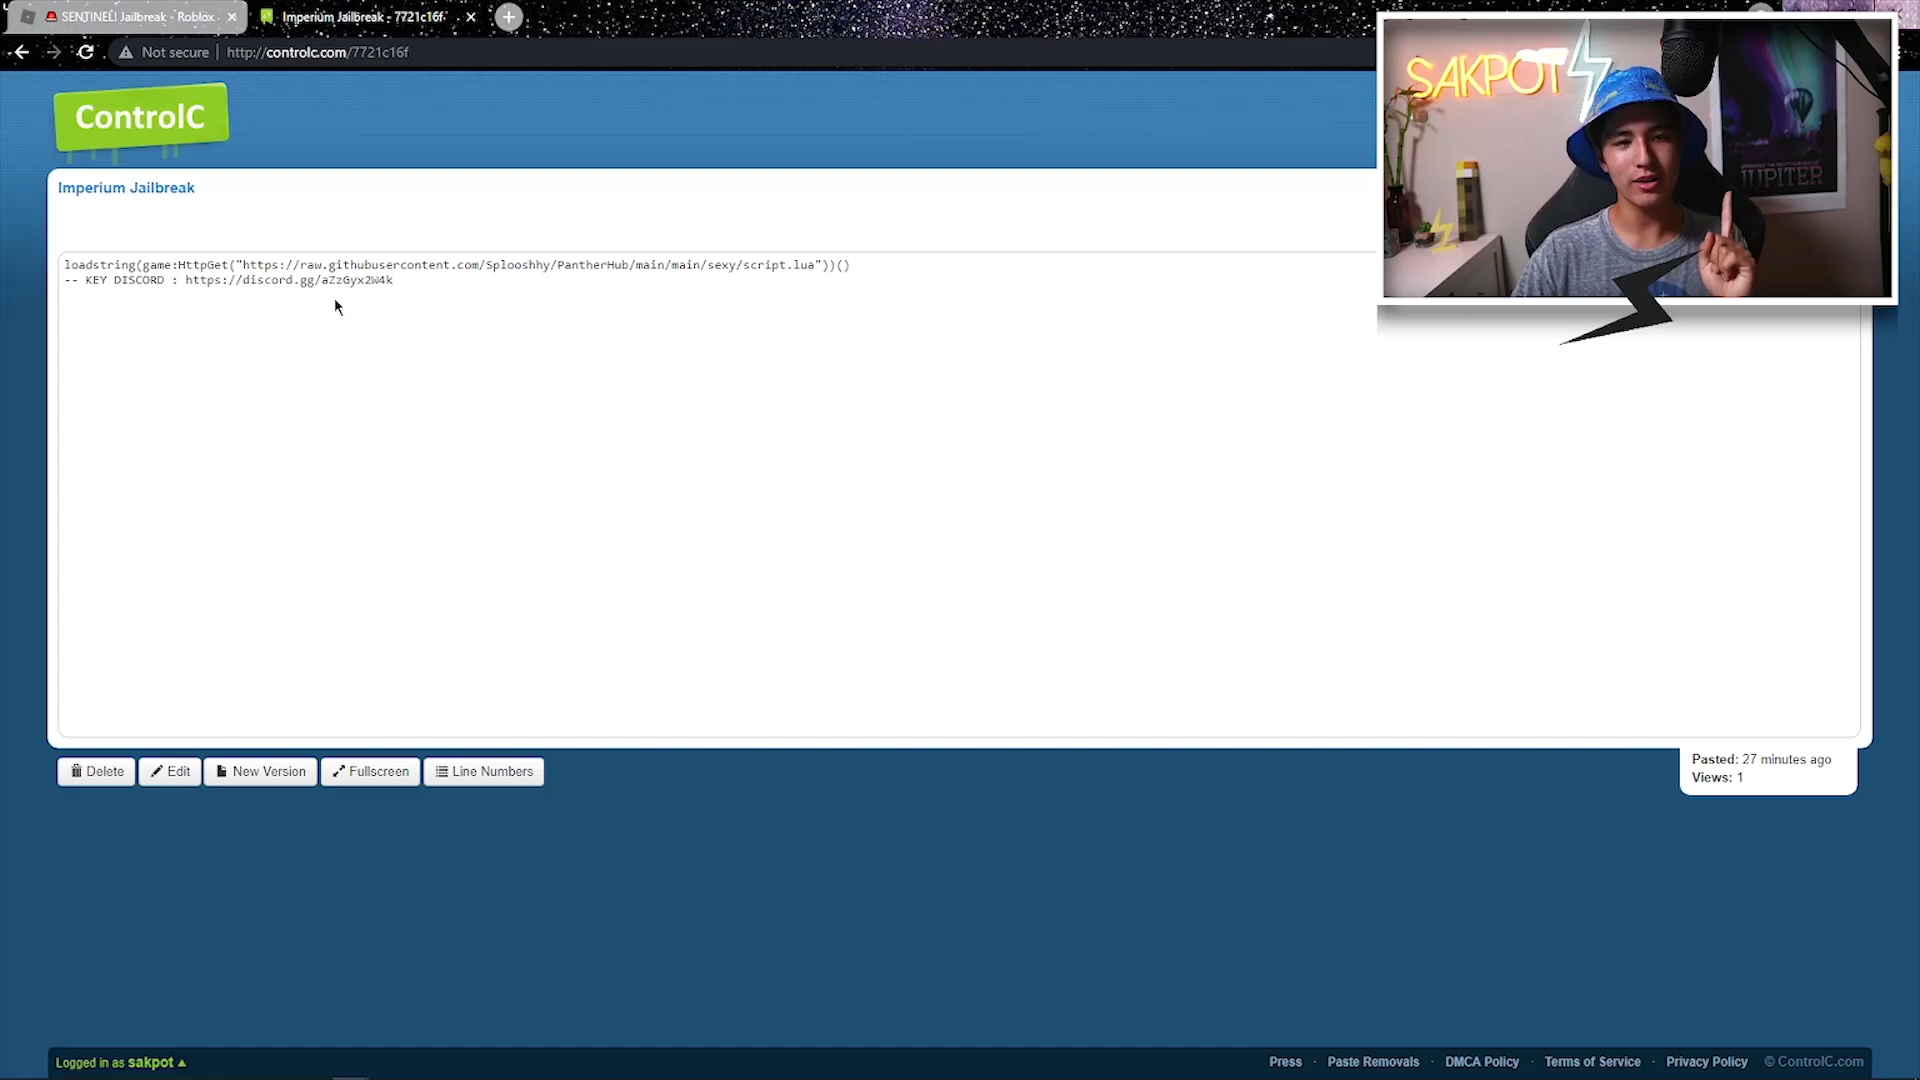 SENTINEL! Jailbreak - Roblox
Imperium Jailbreak - 7721c16f
Not secure | http://controlc.com/7721c16f
SAKPOT
JUPITER
ControlC
Imperium Jailbreak
loadstring(game:HttpGet("https://raw.githubusercontent.com/Splooshhy/PantherHub/main/main/sexy/script.lua"))()
-- KEY DISCORD : https://discord.gg/aZzGyx2W4k
Delete
Edit
New Version
Fullscreen
Line Numbers
Pasted: 27 minutes ago
Views: 1
Logged in as sakpot
Press · Paste Removals · DMCA Policy · Terms of Service · Privacy Policy © ControlC.com